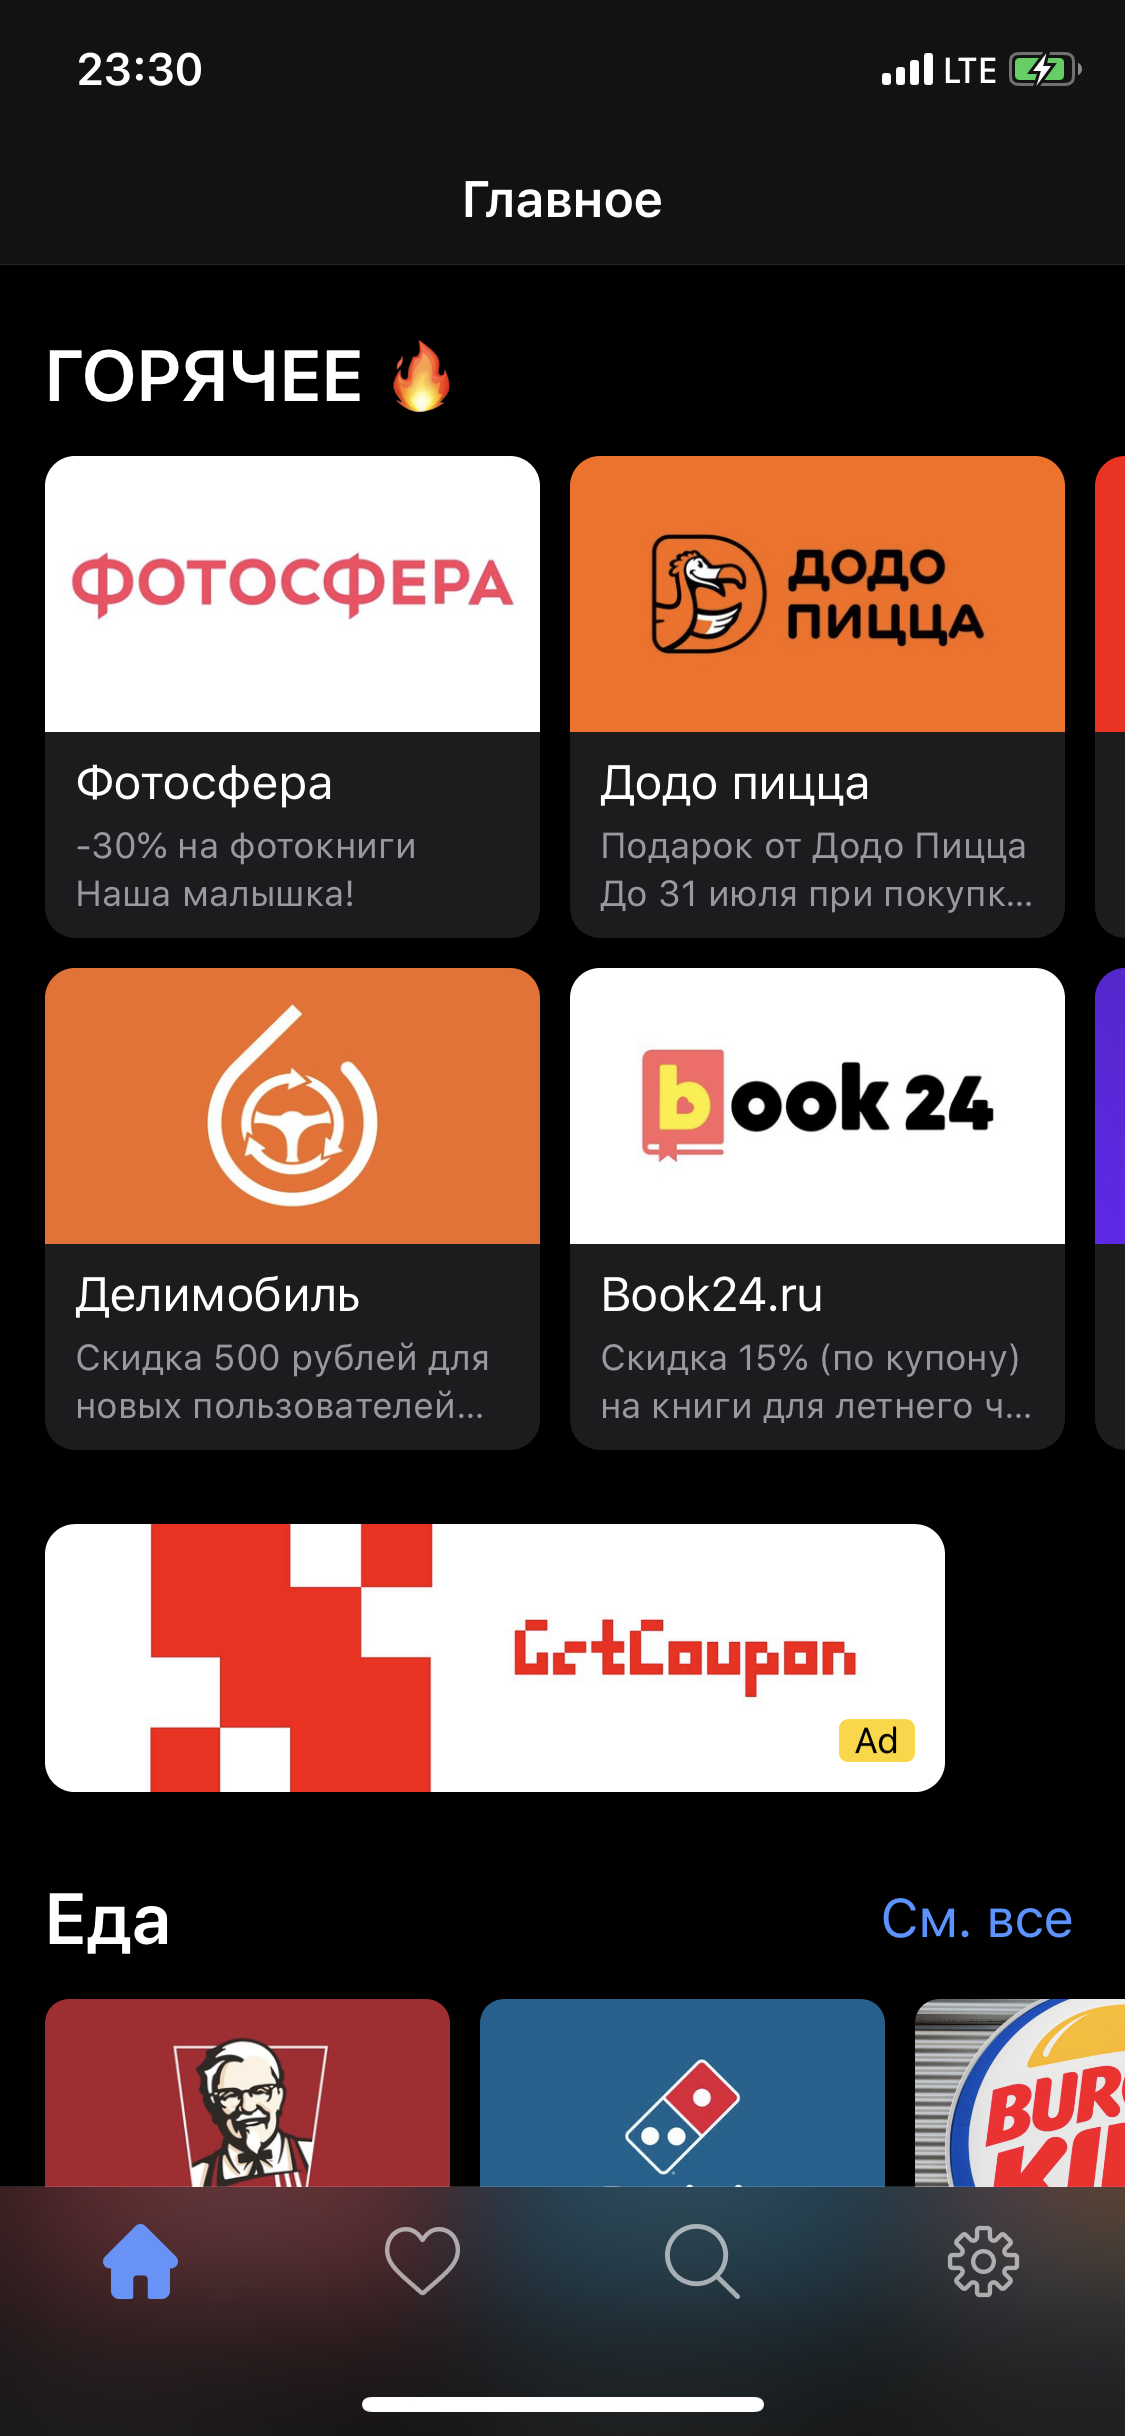 23:30
LTE
Главное
ГОРЯЧЕЕ
ФОТОСФЕРА
ДОДО
ПИЦЦА
Фотосфера
-30% на фотокниги
Наша малышка!
Додо пицца
Подарок от Додо Пицца
До 31 июля при покупк...
book 24
Делимобиль
Скидка 500 рублей для
новых пользователей...
Book24.ru
Скидка 15% (по купону)
на книги для летнего ч...
GetCoupon
Ad
Еда
См. все